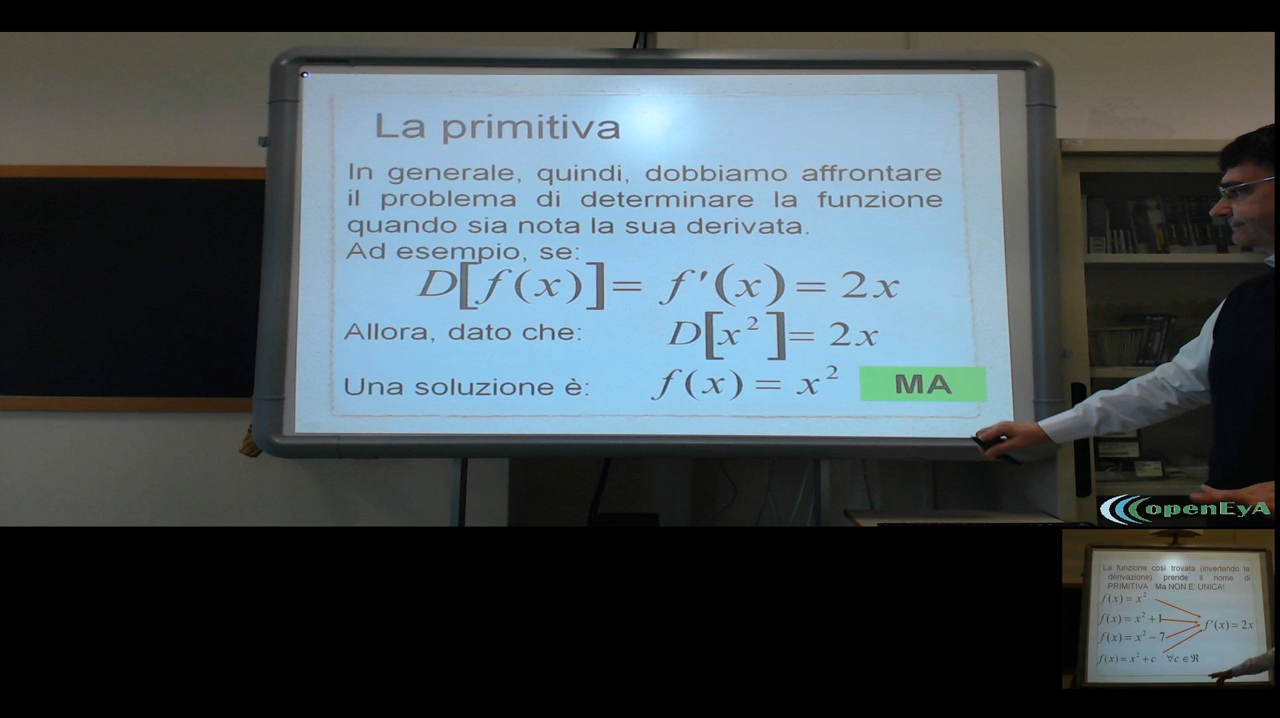 La primitiva
In generale, quindi, dobbiamo affrontare
il problema di determinare la funzione
quando sia nota la sua derivata.
Ad esempio, se:
D[f(x)] = f'(x) = 2x
Allora, dato che: D[x²] = 2x
Una soluzione è: f(x) = x² MA
openEyA
La funzione così trovata (invertendo la
derivazione) prende il nome di
PRIMITIVA. Ma NON E' UNICA!
f(x) = x²
f(x) = x² + 1
f'(x) = 2x
f(x) = x² − 7
f(x) = x² + c ∀c ∈ ℜ